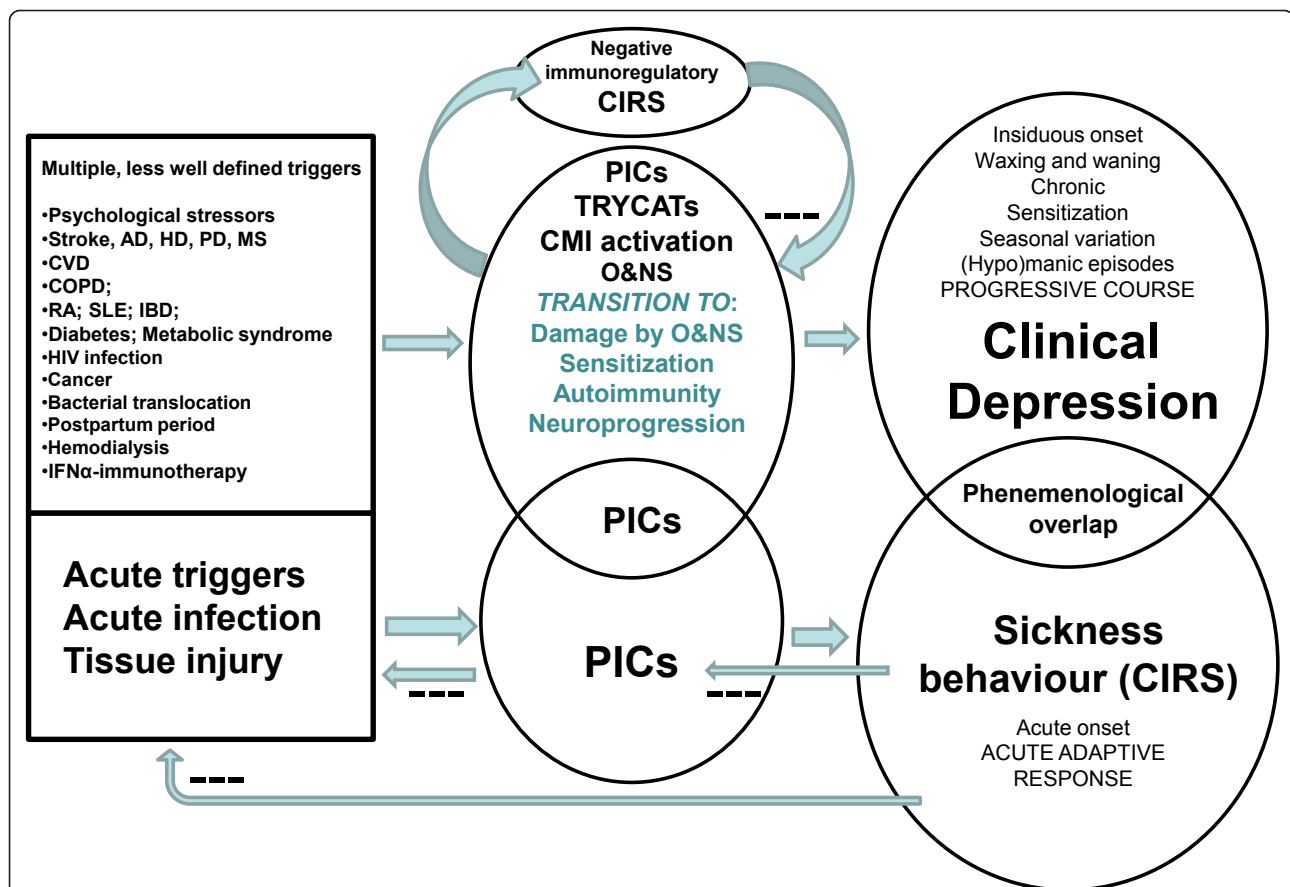 Negative
immunoregulatory
CIRS
Multiple, less well defined triggers
•Psychological stressors
•Stroke, AD, HD, PD, MS
•CVD
•COPD;
•RA; SLE; IBD;
•Diabetes; Metabolic syndrome
•HIV infection
•Cancer
•Bacterial translocation
•Postpartum period
•Hemodialysis
•IFNα-immunotherapy
Acute triggers
Acute infection
Tissue injury
PICs
TRYCATs
CMI activation
O&NS
TRANSITION TO:
Damage by O&NS
Sensitization
Autoimmunity
Neuroprogression
PICs
PICs
Insiduous onset
Waxing and waning
Chronic
Sensitization
Seasonal variation
(Hypo)manic episodes
PROGRESSIVE COURSE
Clinical
Depression
Phenemenological
overlap
Sickness
behaviour (CIRS)
Acute onset
ACUTE ADAPTIVE
RESPONSE
---
---
---
---